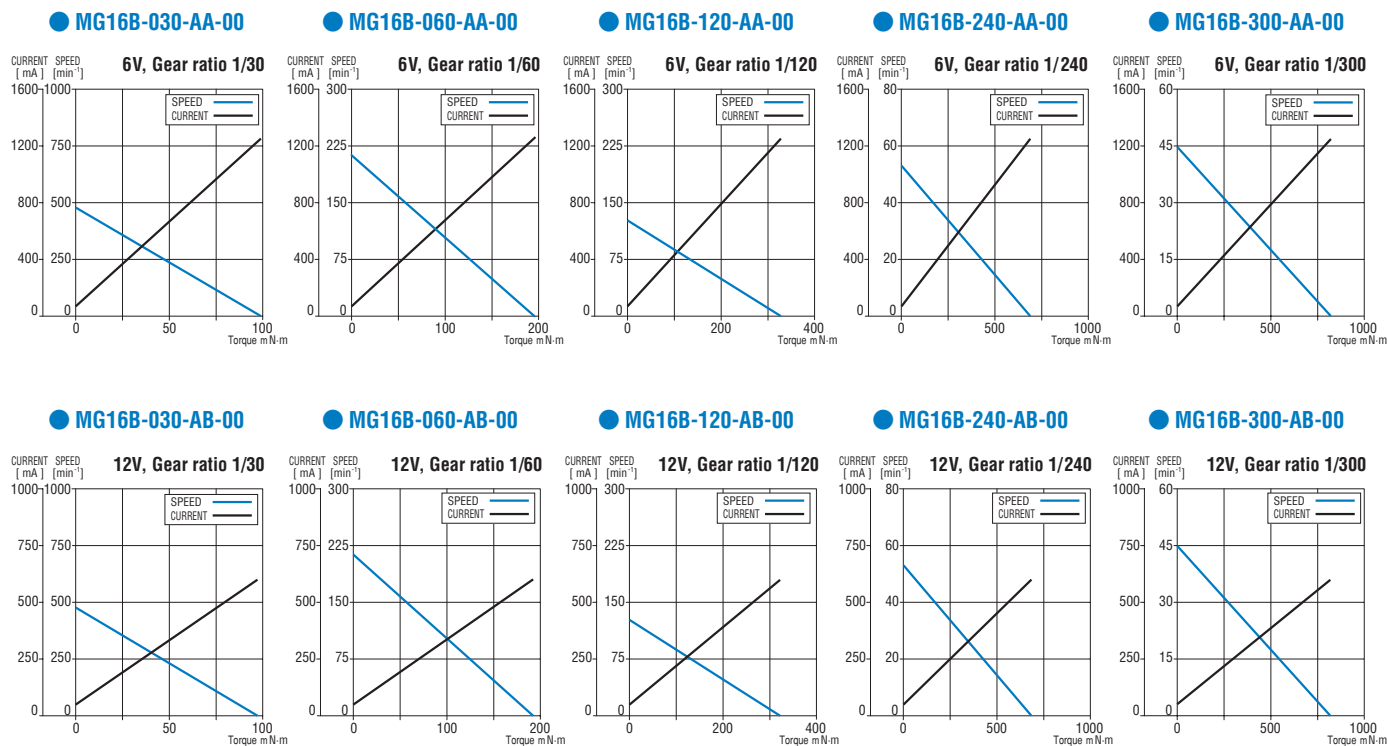 MG16B-030-AA-00 MG16B-060-AA-00 MG16B-120-AA-00 MG16B-240-AA-00 MG16B-300-AA-00
CURRENT SPEED 6V, Gear ratio 1/30 CURRENT SPEED 6V, Gear ratio 1/60 CURRENT SPEED 6V, Gear ratio 1/120 CURRENT SPEED 6V, Gear ratio 1/240 CURRENT SPEED 6V, Gear ratio 1/300
[ mA ] [min⁻¹] [ mA ] [min⁻¹] [ mA ] [min⁻¹] [ mA ] [min⁻¹] [ mA ] [min⁻¹]
1600 1000 1600 300 1600 300 1600 80 1600 60
SPEED SPEED SPEED SPEED SPEED
CURRENT CURRENT CURRENT CURRENT CURRENT
1200 750 1200 225 1200 225 1200 60 1200 45
800 500 800 150 800 150 800 40 800 30
400 250 400 75 400 75 400 20 400 15
0 0 0 0 0 0 0 0 0 0
0 50 100 0 100 200 0 200 400 0 500 1000 0 500 1000
Torque mN·m Torque mN·m Torque mN·m Torque mN·m Torque mN·m
MG16B-030-AB-00 MG16B-060-AB-00 MG16B-120-AB-00 MG16B-240-AB-00 MG16B-300-AB-00
CURRENT SPEED 12V, Gear ratio 1/30 CURRENT SPEED 12V, Gear ratio 1/60 CURRENT SPEED 12V, Gear ratio 1/120 CURRENT SPEED 12V, Gear ratio 1/240 CURRENT SPEED 12V, Gear ratio 1/300
[ mA ] [min⁻¹] [ mA ] [min⁻¹] [ mA ] [min⁻¹] [ mA ] [min⁻¹] [ mA ] [min⁻¹]
1000 1000 1000 300 1000 300 1000 80 1000 60
SPEED SPEED SPEED SPEED SPEED
CURRENT CURRENT CURRENT CURRENT CURRENT
750 750 750 225 750 225 750 60 750 45
500 500 500 150 500 150 500 40 500 30
250 250 250 75 250 75 250 20 250 15
0 0 0 0 0 0 0 0 0 0
0 50 100 0 100 200 0 200 400 0 500 1000 0 500 1000
Torque mN·m Torque mN·m Torque mN·m Torque mN·m Torque mN·m